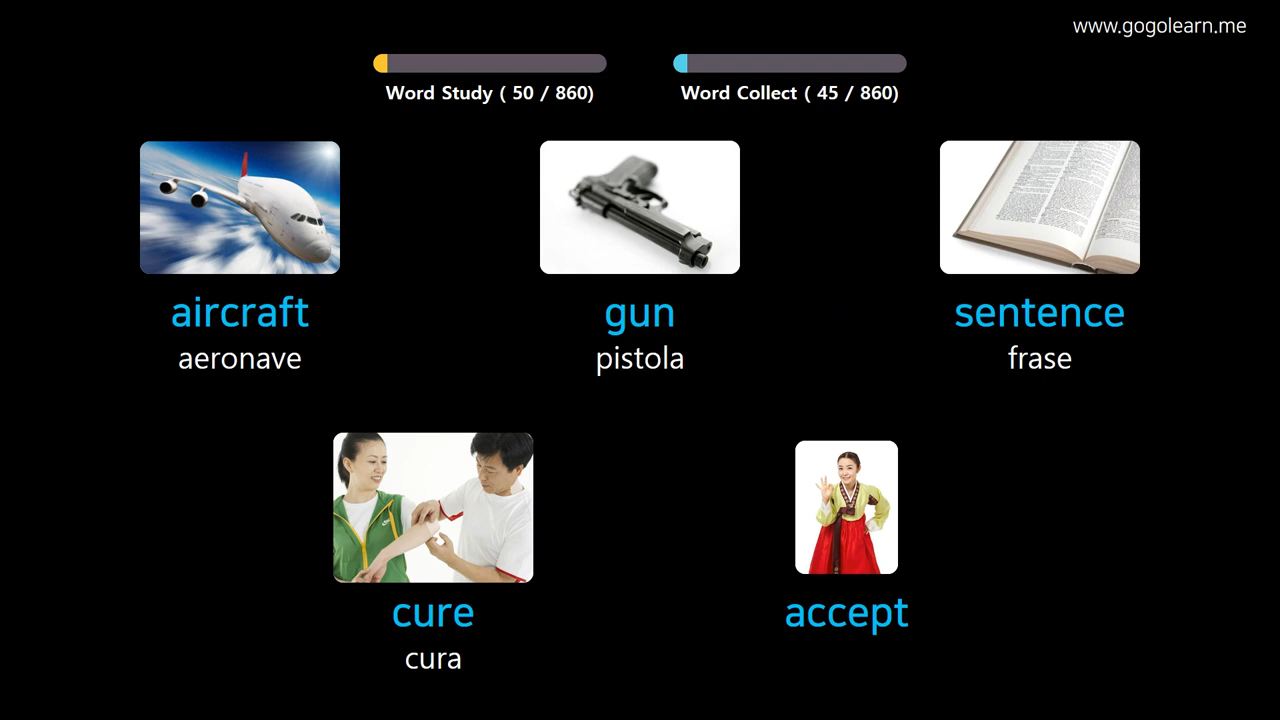 www.gogolearn.me
Word Study ( 50 / 860)
Word Collect ( 45 / 860)
aircraft
aeronave
gun
pistola
sentence
frase
cure
cura
accept